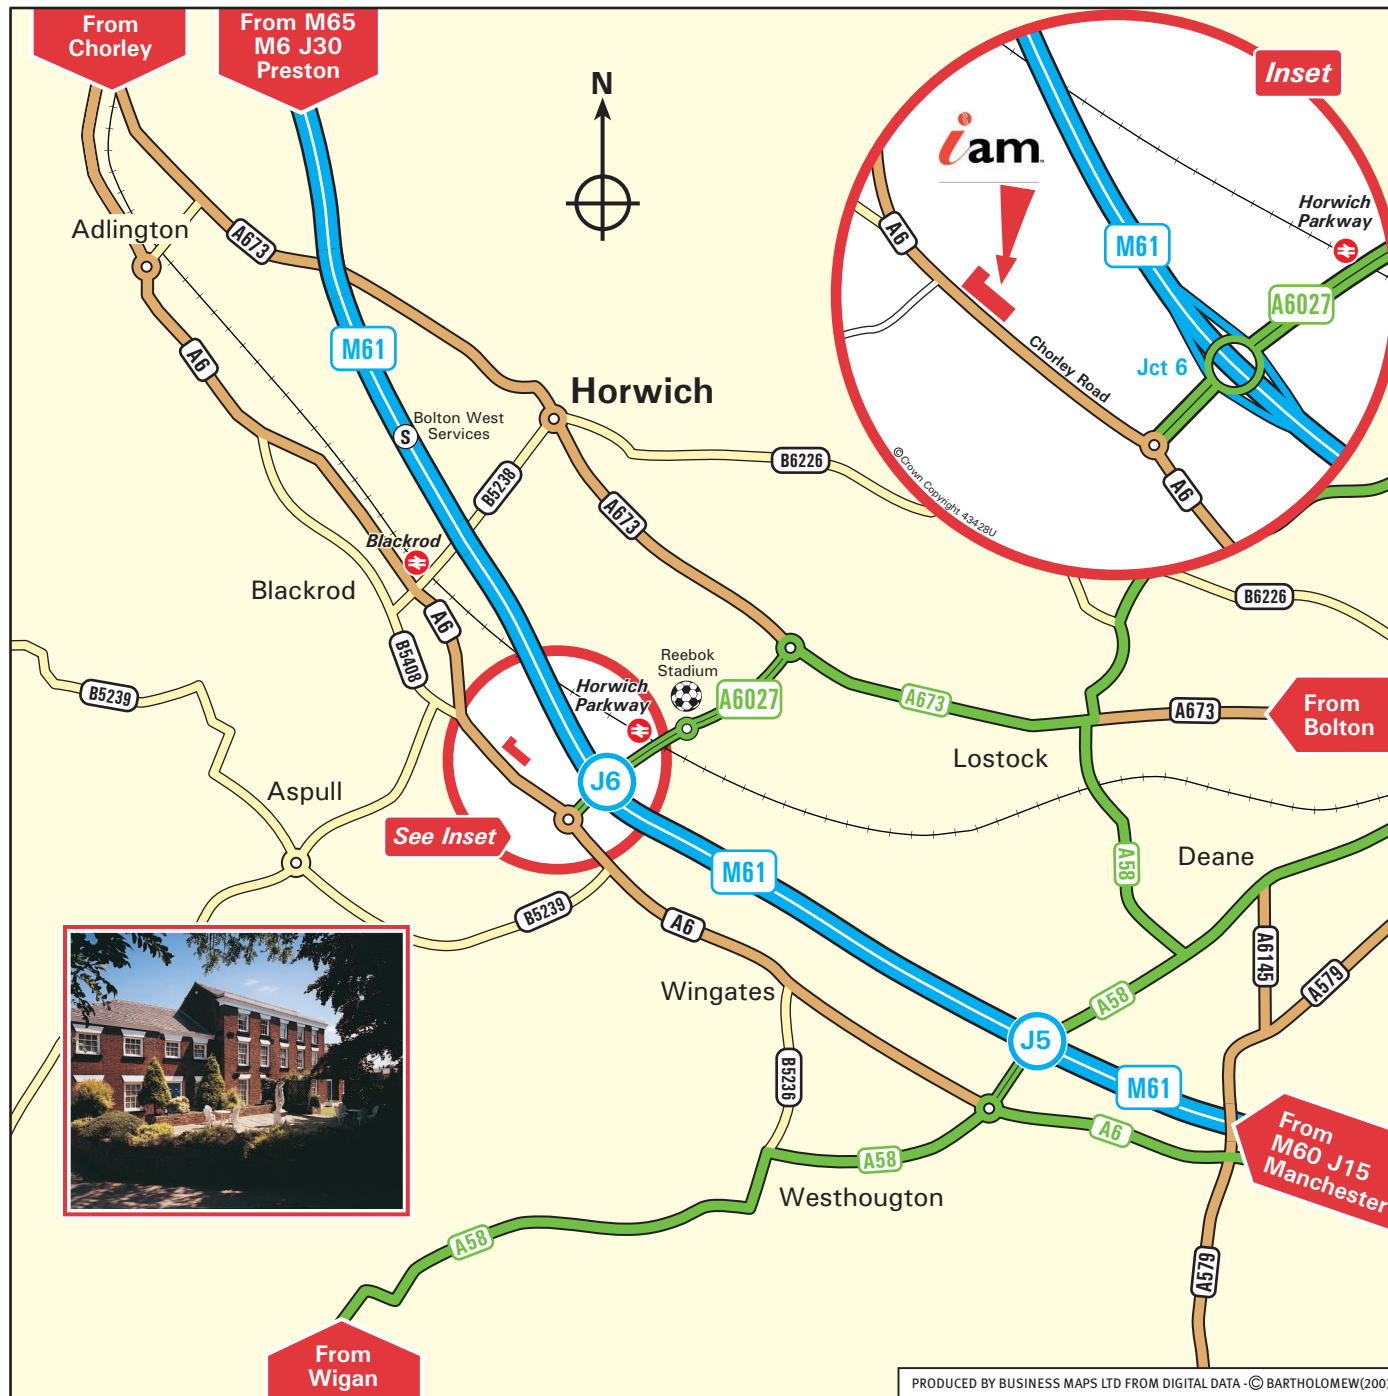 From
Chorley
From M65
M6 J30
Preston
N
Inset
iam
Horwich
Parkway
A6
M61
A6027
Jct 6
Chorley Road
A6
©Crown Copyright 43428U
Adlington
A673
A6
M61
Horwich
Bolton West
Services
S
B5238
B6226
A673
Blackrod
Blackrod
A6
B5408
B6226
Reebok
Stadium
Horwich
Parkway
A6027
A673
A673
From
Bolton
B5239
Lostock
J6
Aspull
See Inset
M61
A58
Deane
B5239
A6
A6145
A579
Wingates
A58
J5
B5236
M61
A6
From
M60 J15
Manchester
A58
Westhougton
A58
A579
From
Wigan
PRODUCED BY BUSINESS MAPS LTD FROM DIGITAL DATA - © BARTHOLOMEW(200